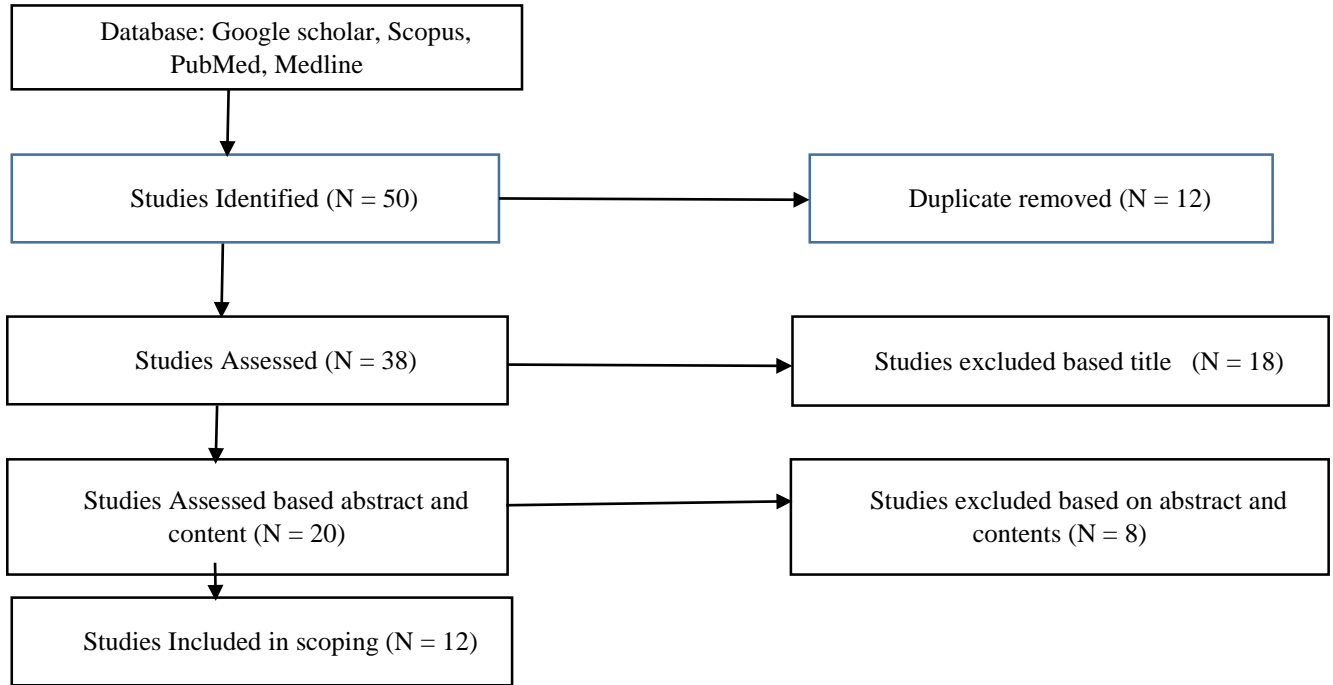 Database: Google scholar, Scopus,
PubMed, Medline
Studies Identified (N = 50)
Duplicate removed (N = 12)
Studies Assessed (N = 38)
Studies excluded based title (N = 18)
Studies Assessed based abstract and
content (N = 20)
Studies excluded based on abstract and
contents (N = 8)
Studies Included in scoping (N = 12)